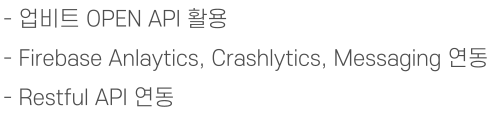 - 업비트 OPEN API 활용
- Firebase Anlaytics, Crashlytics, Messaging 연동
- Restful API 연동